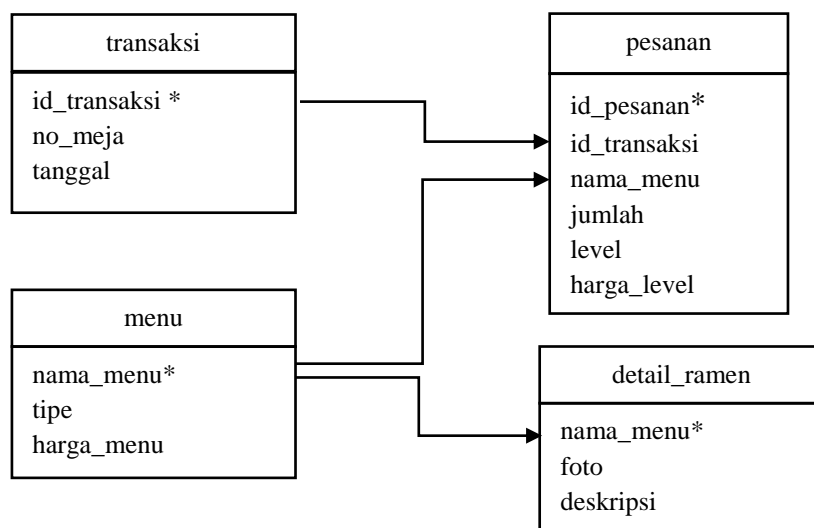 transaksi
id_transaksi *
no_meja
tanggal
pesanan
id_pesanan*
id_transaksi
nama_menu
jumlah
level
harga_level
menu
nama_menu*
tipe
harga_menu
detail_ramen
nama_menu*
foto
deskripsi